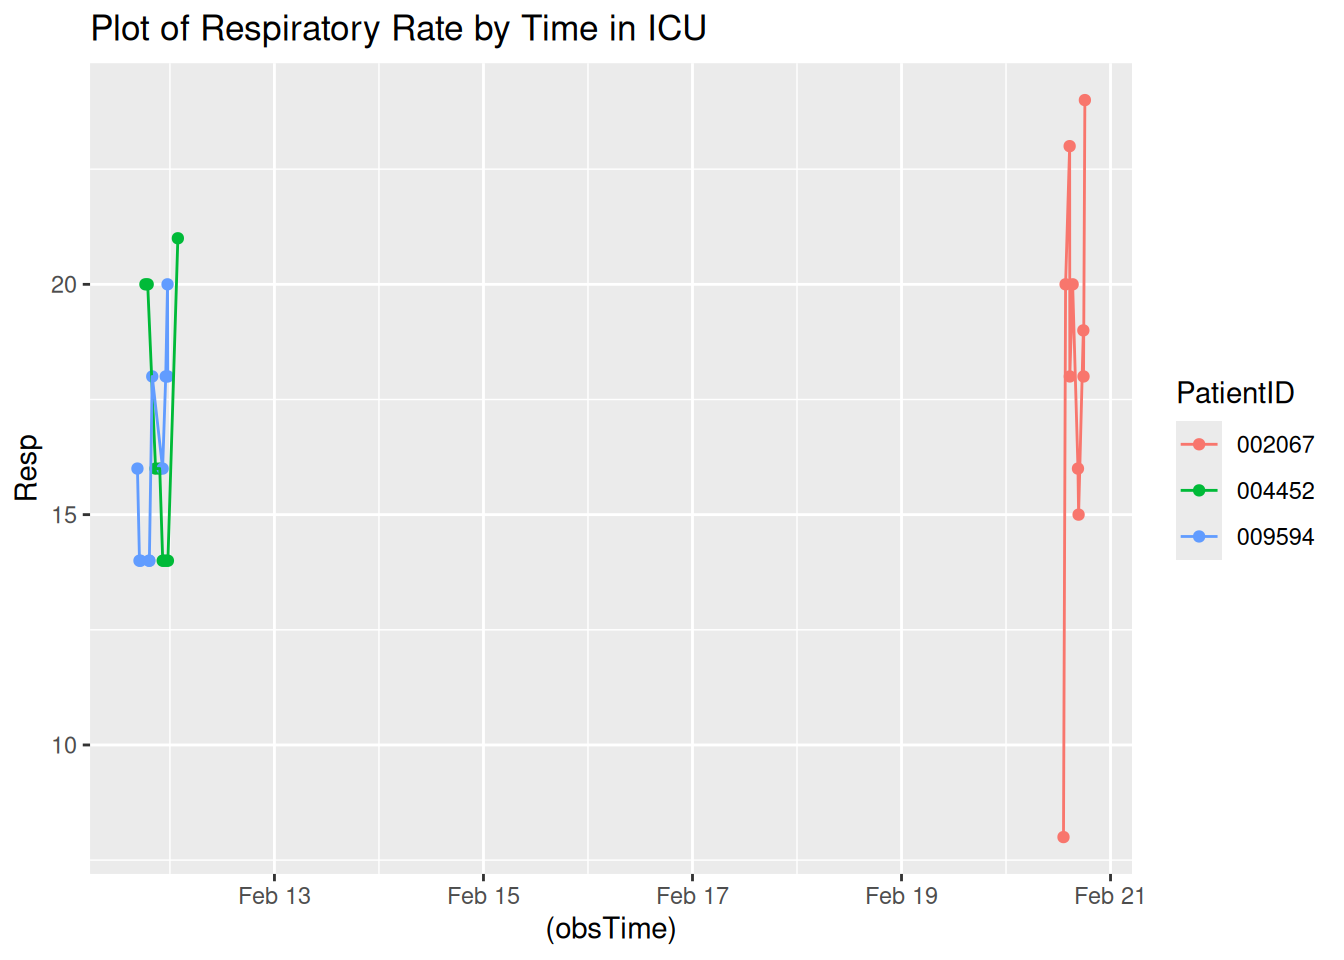 Plot of Respiratory Rate by Time in ICU
Resp
20
15
10
Feb 13
Feb 15
Feb 17
Feb 19
Feb 21
(obsTime)
PatientID
002067
004452
009594